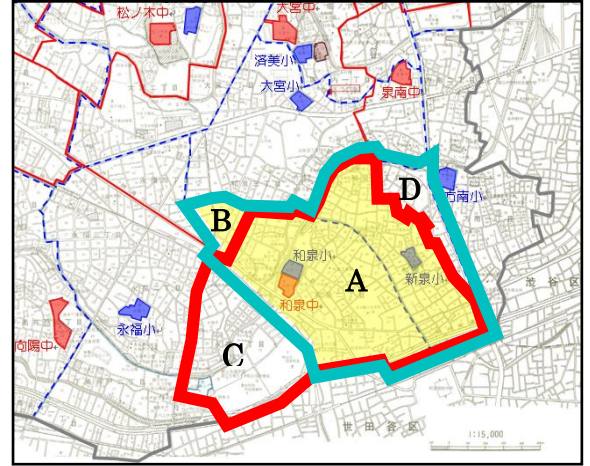 松ノ木中
大宮中
済美小
大宮小
泉南中
方南小
D
B
和泉小
新泉小
A
和泉中
永福小
向陽中
C
渋谷区
世田谷区
1:15,000